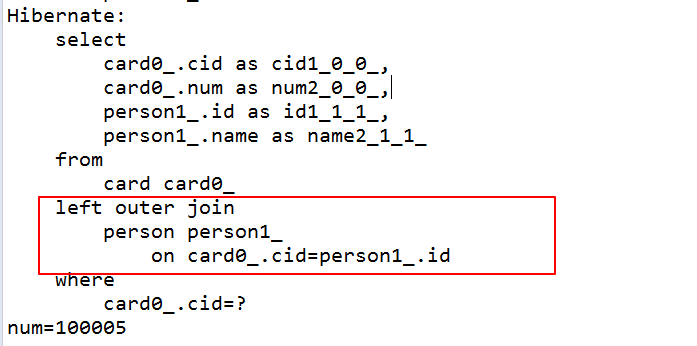 Hibernate:
select
card0_.cid as cid1_0_0_,
card0_.num as num2_0_0_,
person1_.id as id1_1_1_,
person1_.name as name2_1_1_
from
card card0_
left outer join
person person1_
on card0_.cid=person1_.id
where
card0_.cid=?
num=100005